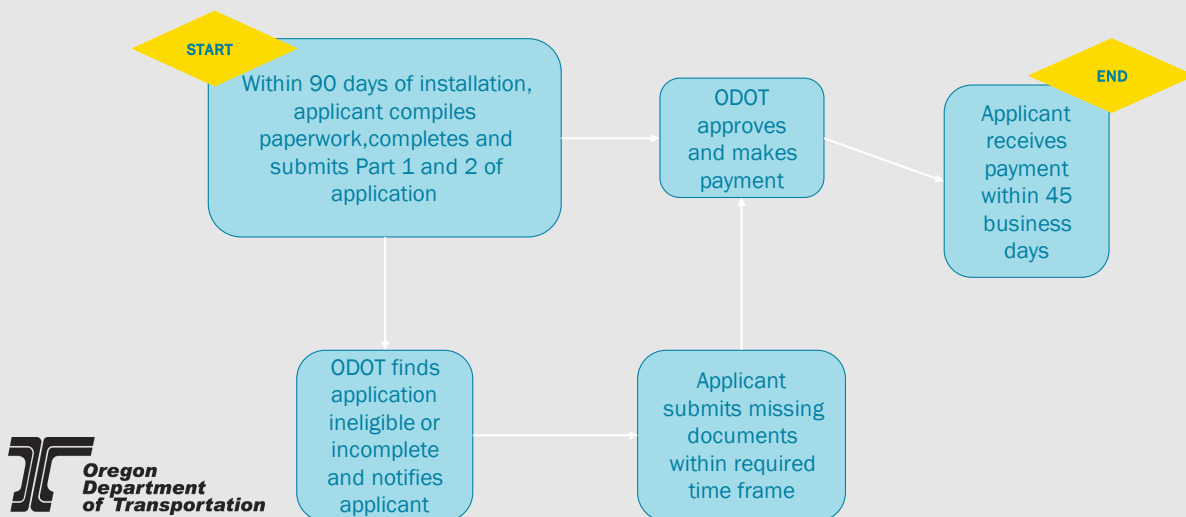 START
Within 90 days of installation,
applicant compiles
paperwork,completes and
submits Part 1 and 2 of
application
ODOT
approves
and makes
payment
END
Applicant
receives
payment
within 45
business
days
ODOT finds
application
ineligible or
incomplete
and notifies
applicant
Applicant
submits missing
documents
within required
time frame
Oregon
Department
of Transportation